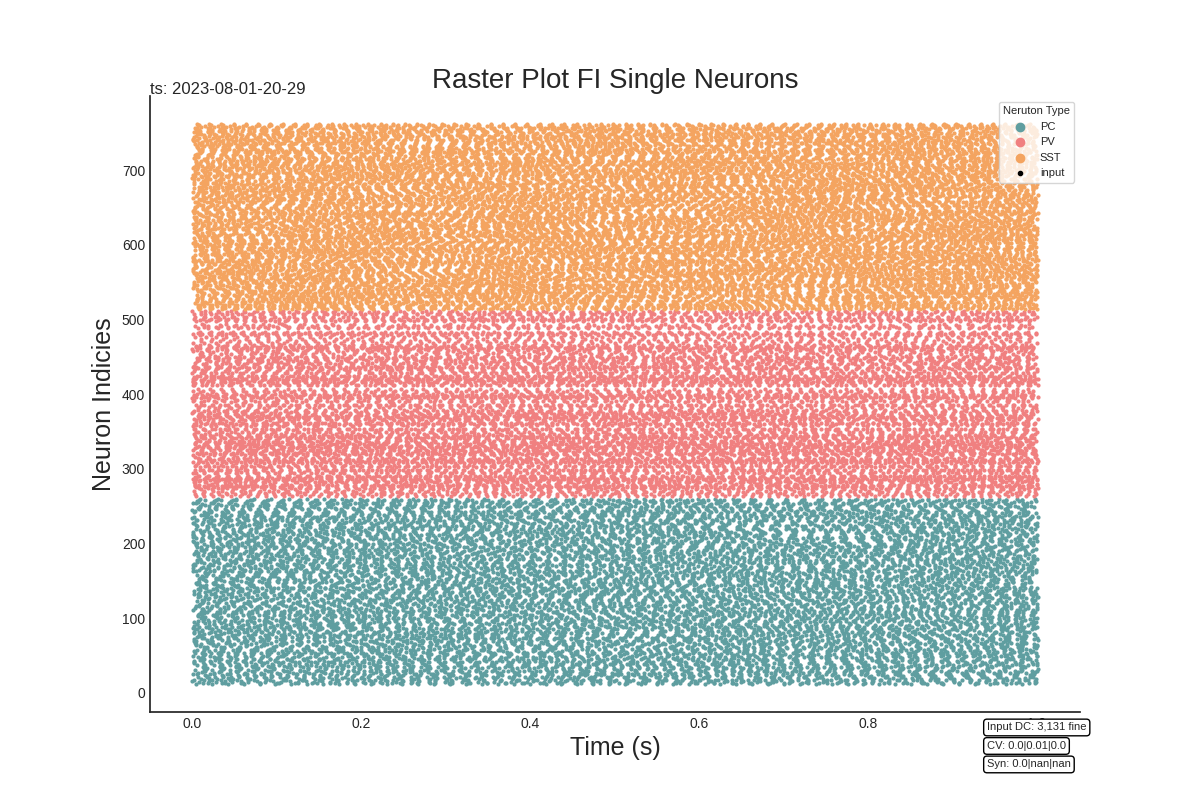 Raster Plot FI Single Neurons
ts: 2023-08-01-20-29
Neruton Type
PC
PV
SST
input
Neuron Indicies
700
600
500
400
300
200
100
0
0.0 0.2 0.4 0.6 0.8
Time (s)
Input DC: 3,131 fine
CV: 0.0|0.01|0.0
Syn: 0.0|nan|nan